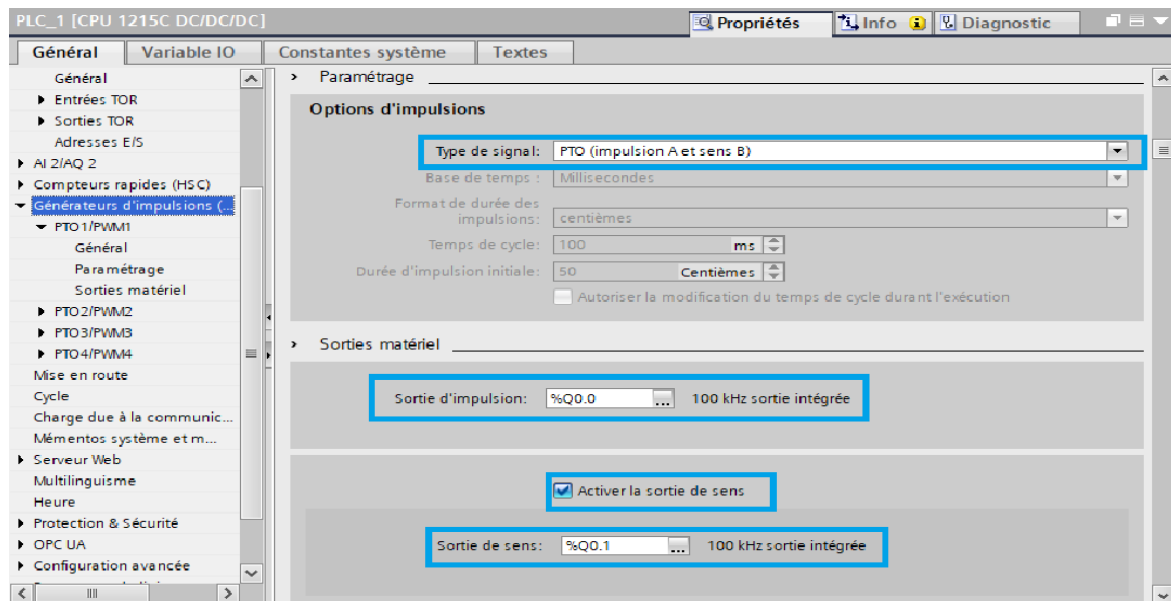 PLC_1 [CPU 1215C DC/DC/DC]
Propriétés
Info
Diagnostic
Général
Variable IO
Constantes système
Textes
Général
Entrées TOR
Sorties TOR
Adresses E/S
AI 2/AQ 2
Compteurs rapides (HSC)
Générateurs d'impulsions (...
PTO1/PWM1
Général
Paramétrage
Sorties matériel
PTO2/PWM2
PTO3/PWM3
PTO4/PWM4
Mise en route
Cycle
Charge due à la communic...
Mémentos système et m...
Serveur Web
Multilinguisme
Heure
Protection & Sécurité
OPC UA
Configuration avancée
> Paramétrage
Options d'impulsions
Type de signal: PTO (impulsion A et sens B)
Base de temps : Millisecondes
Format de durée des
impulsions: centièmes
Temps de cycle: 100 ms
Durée d'impulsion initiale: 50 Centièmes
Autoriser la modification du temps de cycle durant l'exécution
> Sorties matériel
Sortie d'impulsion: %Q0.0 ... 100 kHz sortie intégrée
Activer la sortie de sens
Sortie de sens: %Q0.1 ... 100 kHz sortie intégrée